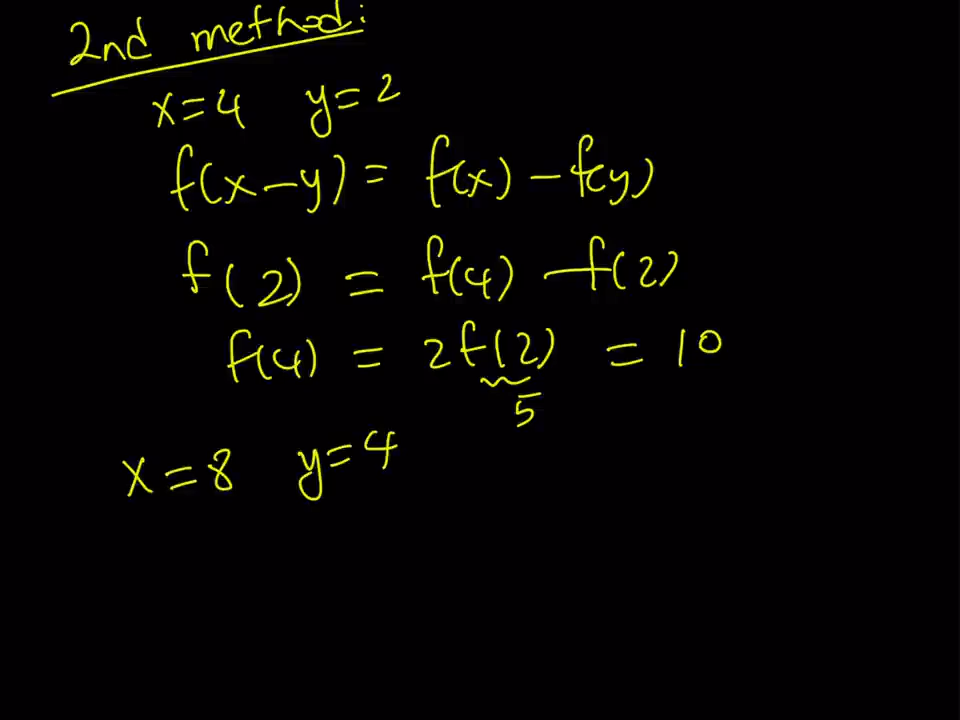 2nd method:
x=4 y=2
f(x-y) = f(x) - f(y)
f(2) = f(4) - f(2)
f(4) = 2f(2) = 10
5
x=8 y=4